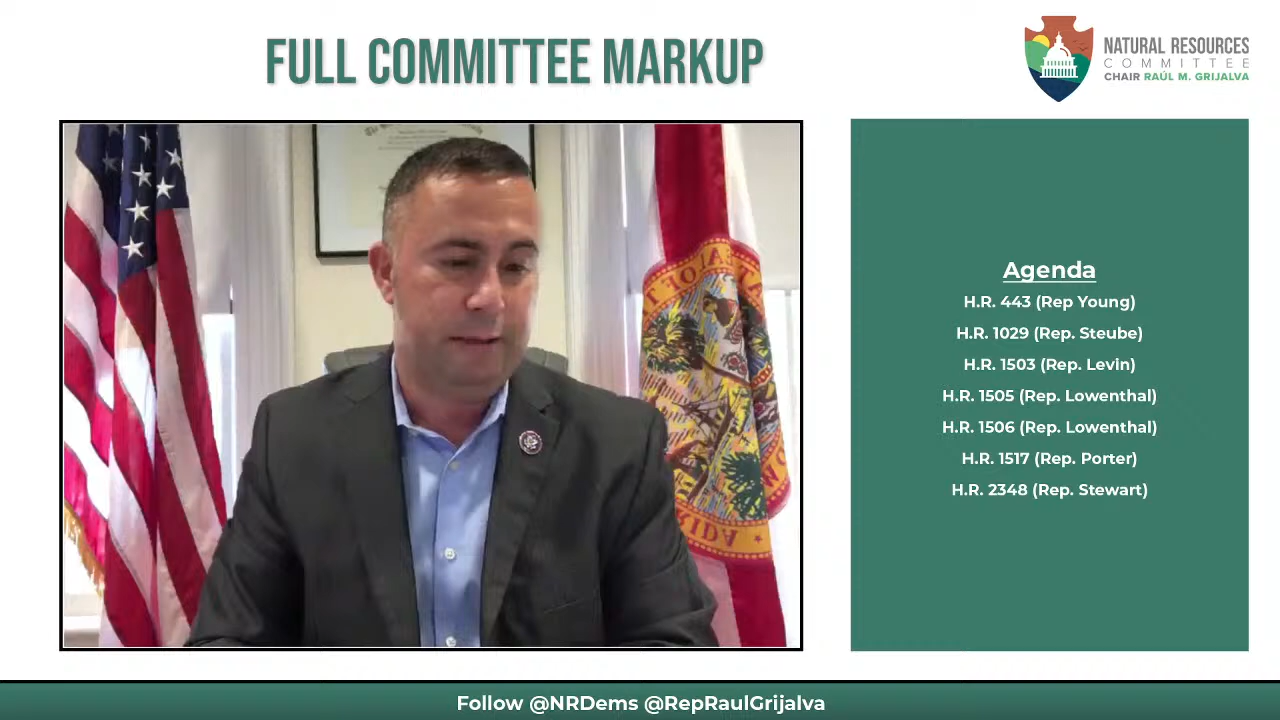 FULL COMMITTEE MARKUP
NATURAL RESOURCES
COMMITTEE
CHAIR RAÚL M. GRIJALVA
Agenda
H.R. 443 (Rep Young)
H.R. 1029 (Rep. Steube)
H.R. 1503 (Rep. Levin)
H.R. 1505 (Rep. Lowenthal)
H.R. 1506 (Rep. Lowenthal)
H.R. 1517 (Rep. Porter)
H.R. 2348 (Rep. Stewart)
Follow @NRDems @RepRaulGrijalva